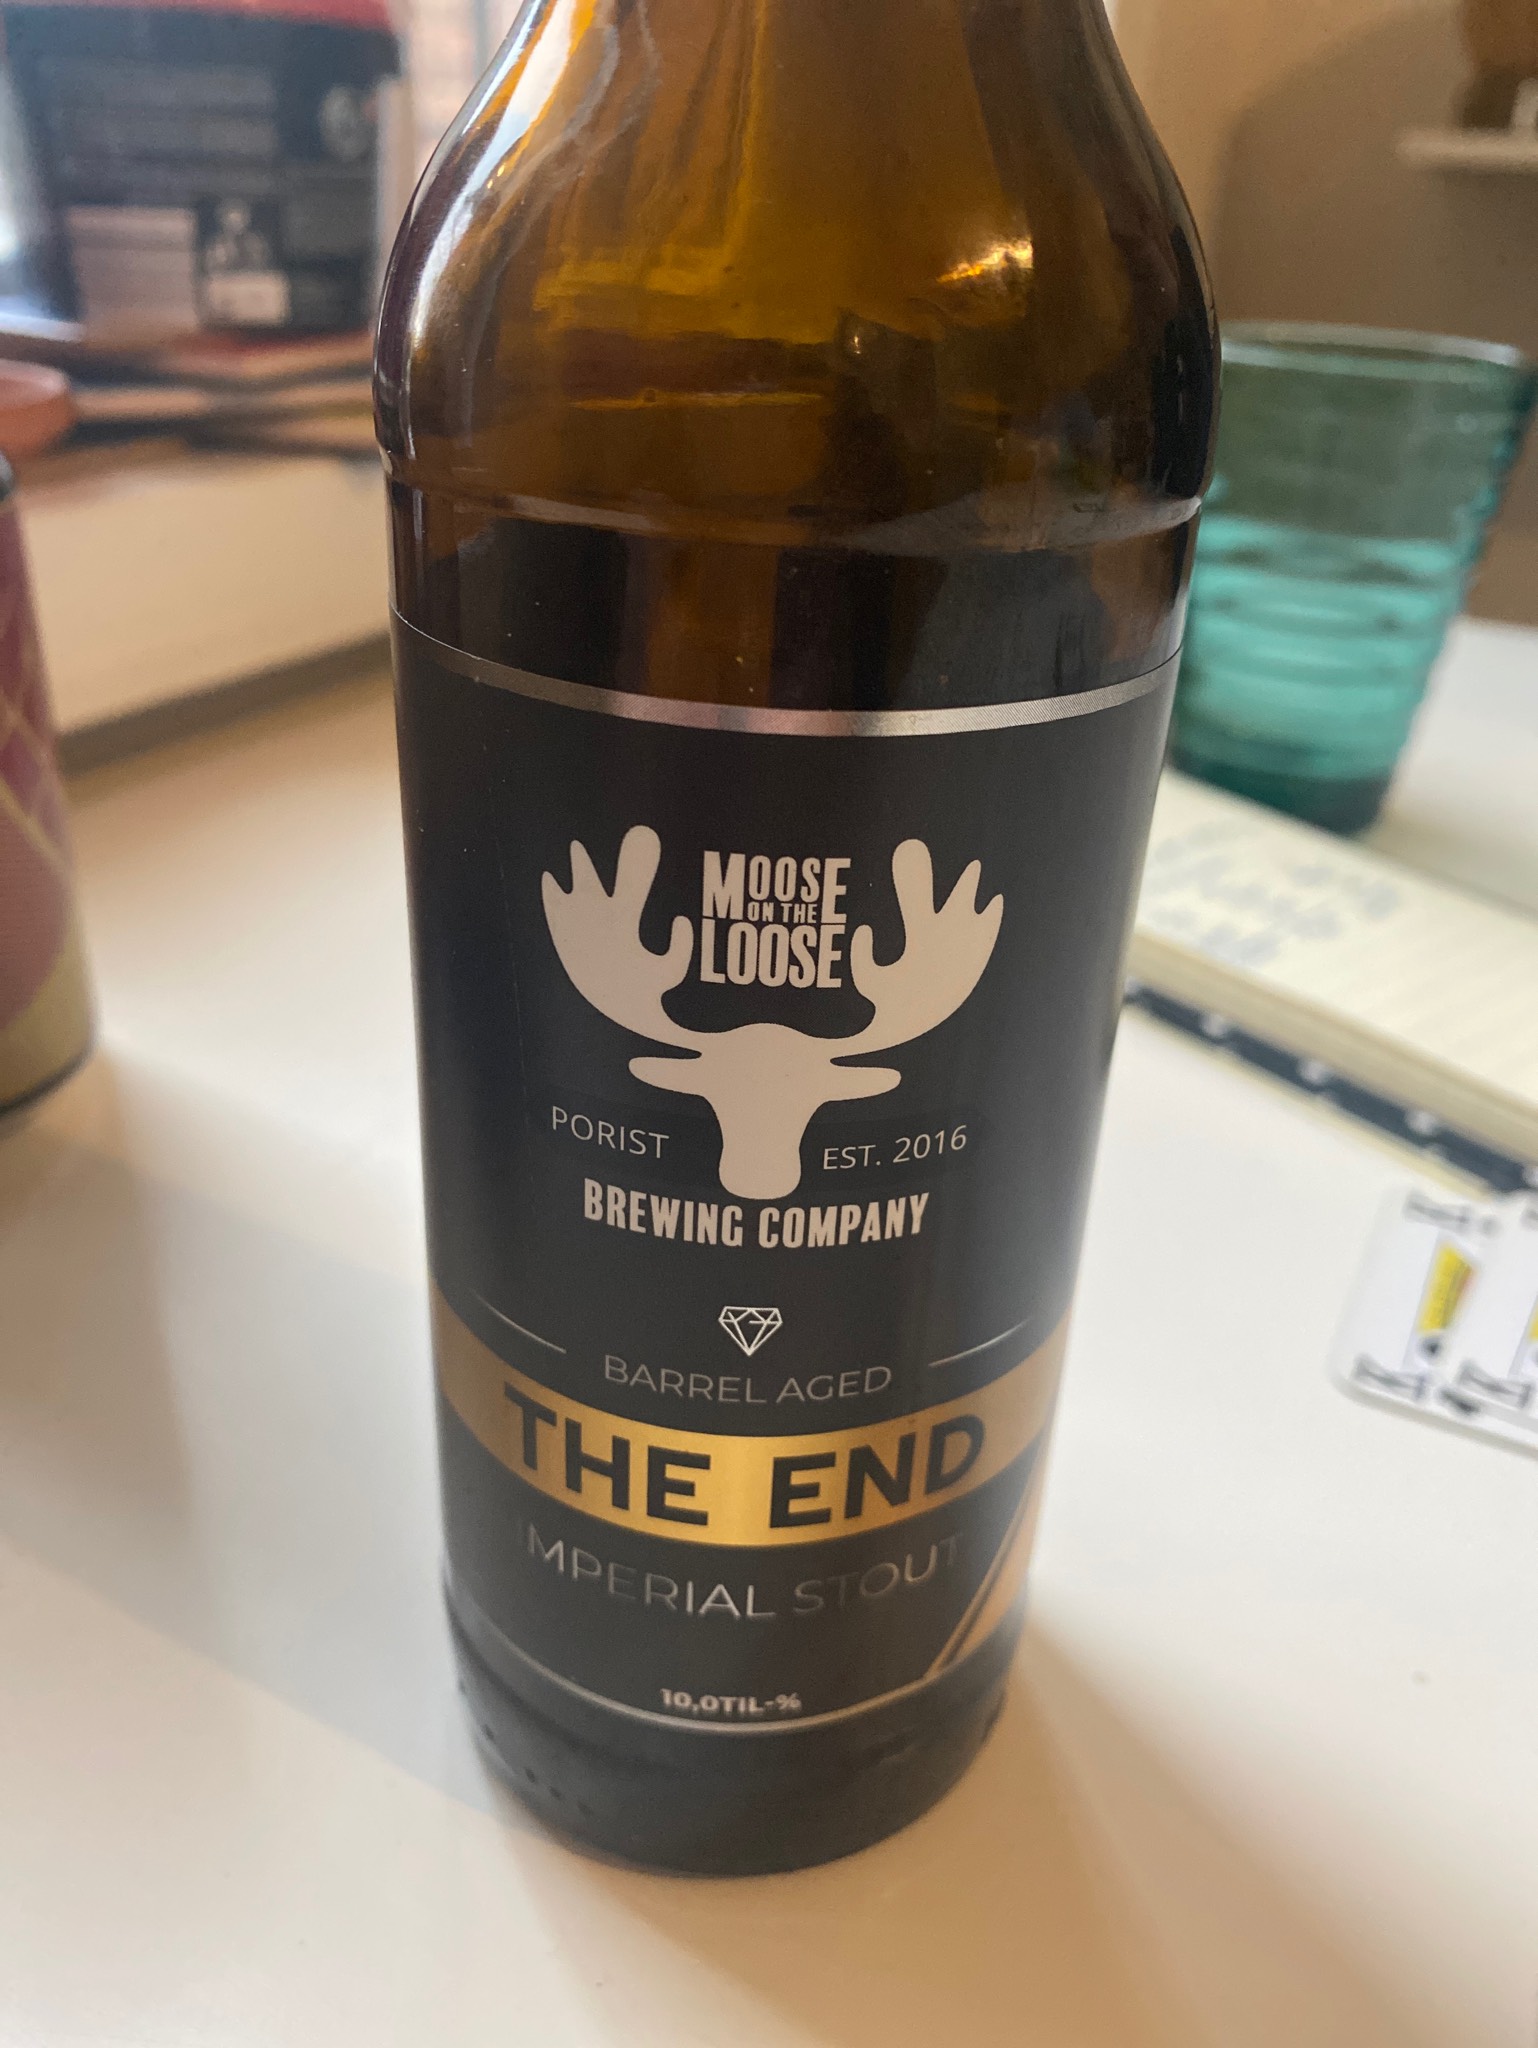 MOOSE
ON THE
LOOSE
PORIST
EST. 2016
BREWING COMPANY
BARREL AGED
THE END
IMPERIAL STOUT
10,0TIL-%